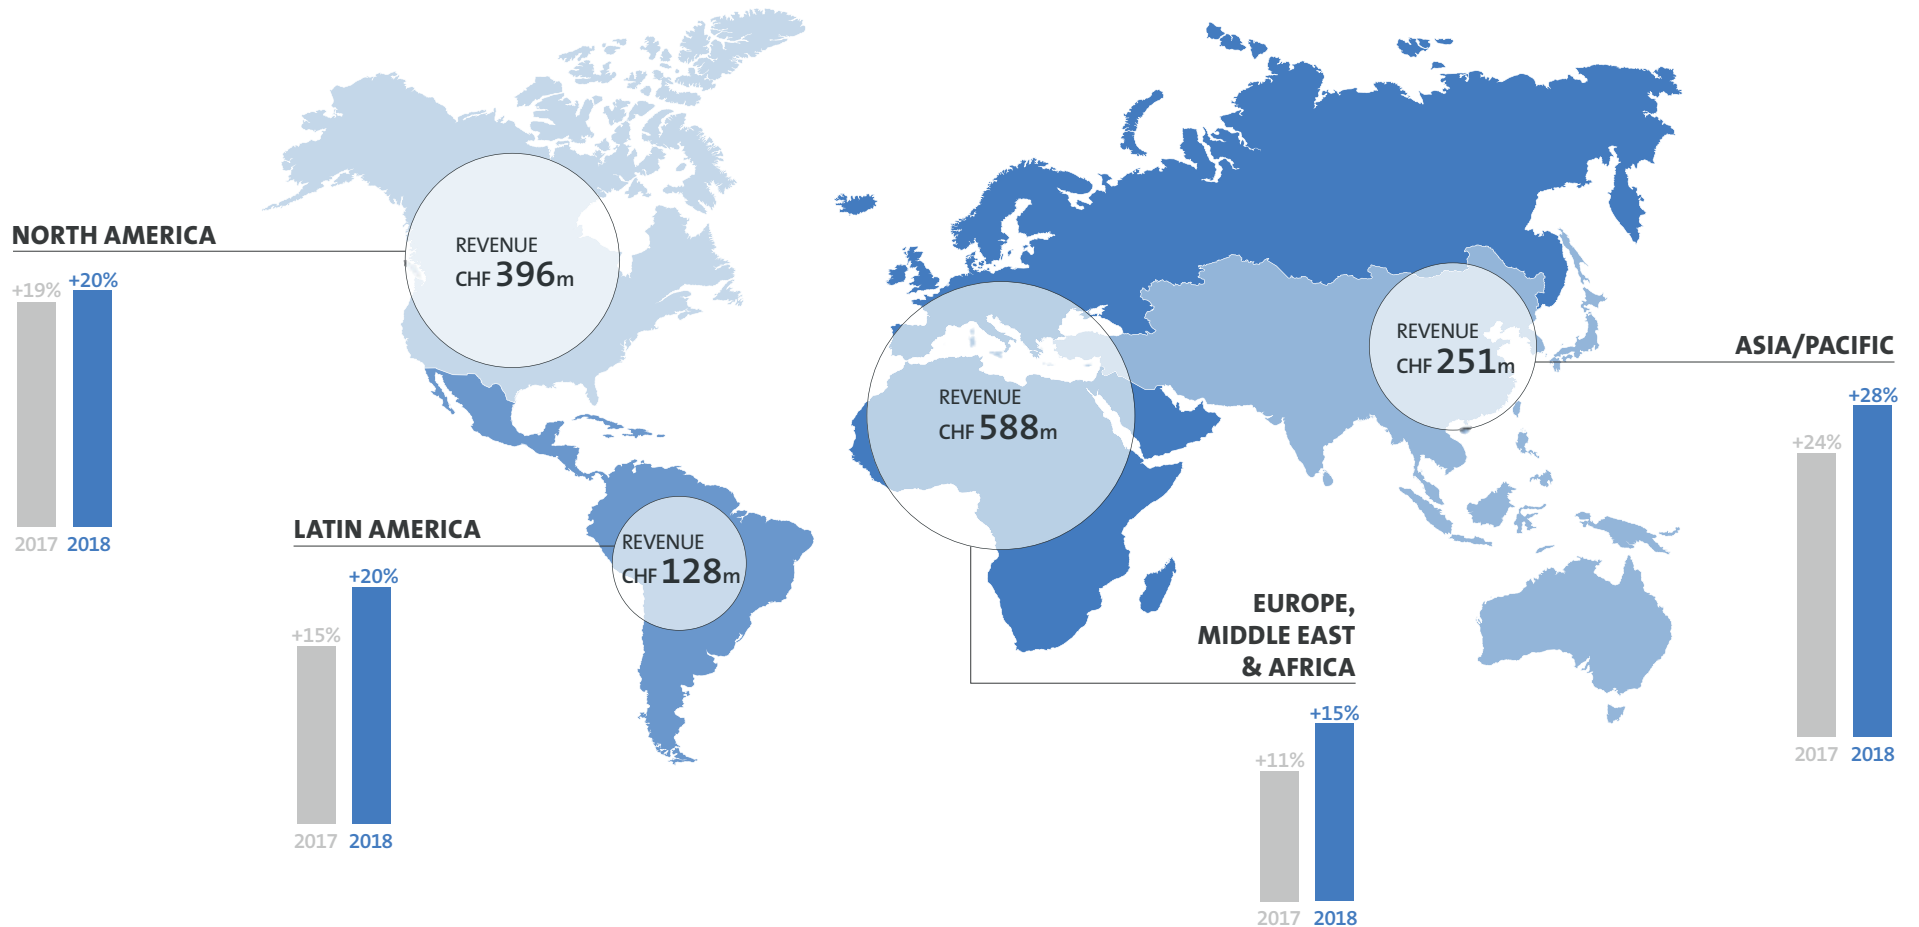 NORTH AMERICA
REVENUE
CHF 396m
+19%
+20%
2017
2018
LATIN AMERICA
REVENUE
CHF 128m
+15%
+20%
2017
2018
REVENUE
CHF 588m
EUROPE,
MIDDLE EAST
& AFRICA
+11%
+15%
2017
2018
REVENUE
CHF 251m
ASIA/PACIFIC
+24%
+28%
2017
2018